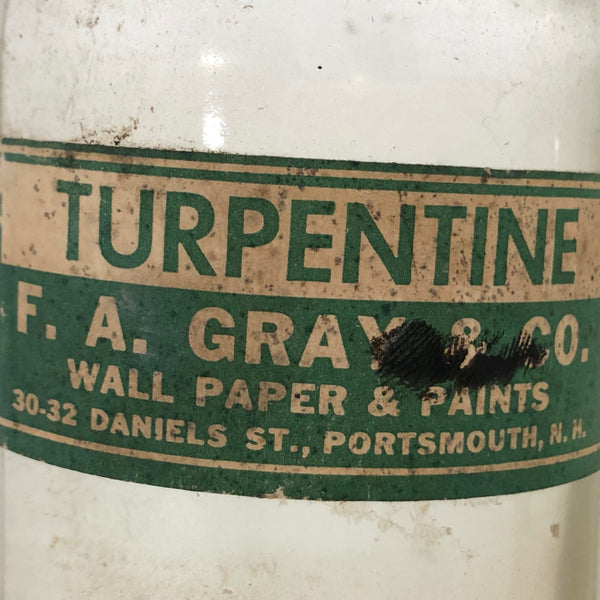 TURPENTINE
F. A. GRAY & CO.
WALL PAPER & PAINTS
30-32 DANIELS ST., PORTSMOUTH, N. H.